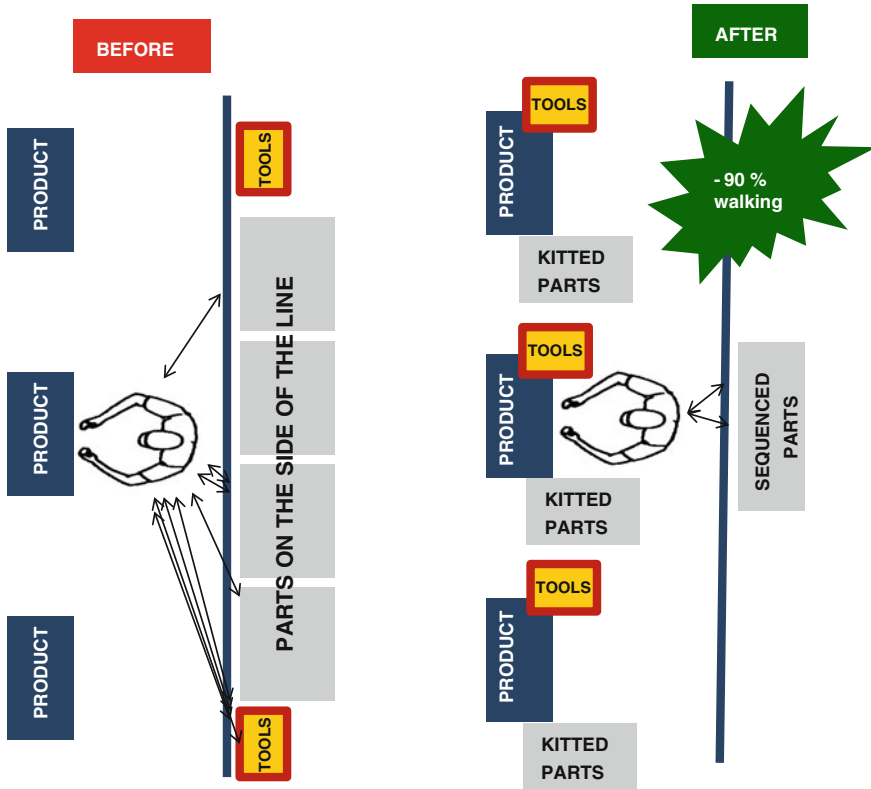 BEFORE
PRODUCT
PRODUCT
PRODUCT
TOOLS
PARTS ON THE SIDE OF THE LINE
TOOLS
AFTER
TOOLS
PRODUCT
KITTED
PARTS
- 90 %
walking
TOOLS
PRODUCT
KITTED
PARTS
SEQUENCED
PARTS
TOOLS
PRODUCT
KITTED
PARTS